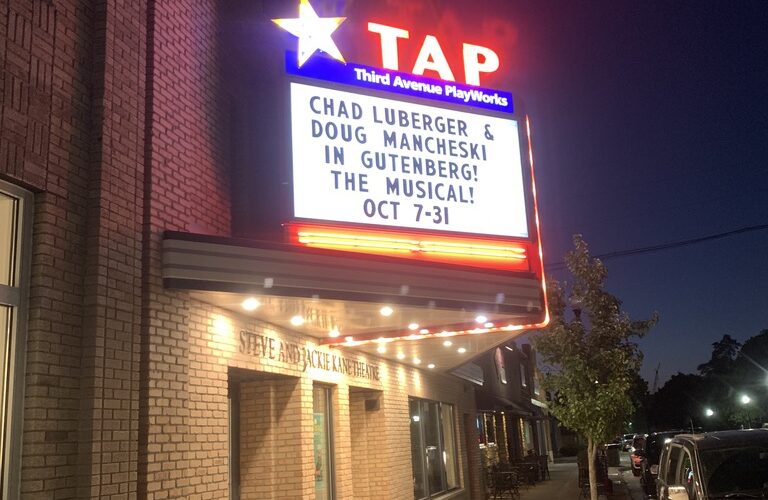 TAP
Third Avenue PlayWorks
CHAD LUBERGER &
DOUG MANCHESKI
IN GUTENBERG!
THE MUSICAL!
OCT 7-31
STEVE AND JACKIE KANE THEATRE